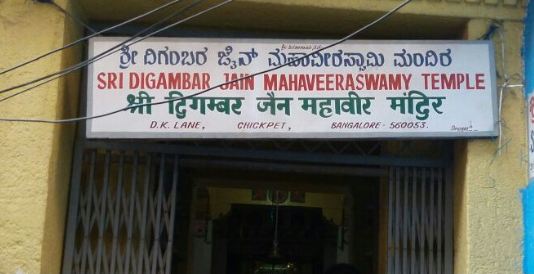 ಶ್ರೀ ದಿಗಂಬರ ಜೈನ್ ಮಹಾವೀರಸ್ವಾಮಿ ಮಂದಿರ
SRI DIGAMBAR JAIN MAHAVEERASWAMY TEMPLE
श्री दिगम्बर जैन महावीर मंदिर
D.K. LANE, CHICKPET, BANGALORE - 560053.